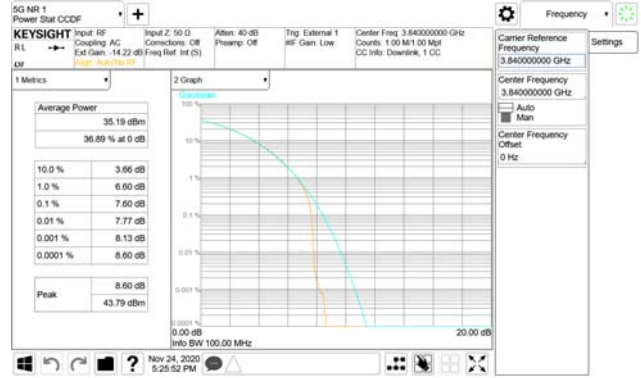 5G NR 1
Power Stat CCDF
+
Frequency
KEYSIGHT
RL
Input: RF
Coupling: AC
Ext Gain: -14.22 dB
Align: Auto/No RF
Input Z: 50 Ω
Corrections: Off
Freq Ref: Int (S)
Atten: 40 dB
Preamp: Off
Trig: External 1
#IF Gain: Low
Center Freq: 3.840000000 GHz
Counts: 1.00 M/1.00 Mpt
CC Info: Downlink, 1 CC
1 Metrics
Average Power
35.19 dBm
36.89 % at 0 dB
10.0 % 3.66 dB
1.0 % 6.60 dB
0.1 % 7.60 dB
0.01 % 7.77 dB
0.001 % 8.13 dB
0.0001 % 8.60 dB
Peak
8.60 dB
43.79 dBm
2 Graph
Gaussian
100 %
10 %
1 %
0.1 %
0.01 %
0.001 %
0.0001 %
0.00 dB
20.00 dB
Info BW 100.00 MHz
Carrier Reference
Frequency
3.840000000 GHz
Center Frequency
3.840000000 GHz
Auto
Man
Center Frequency
Offset
0 Hz
Settings
?
Nov 24, 2020
5:25:52 PM